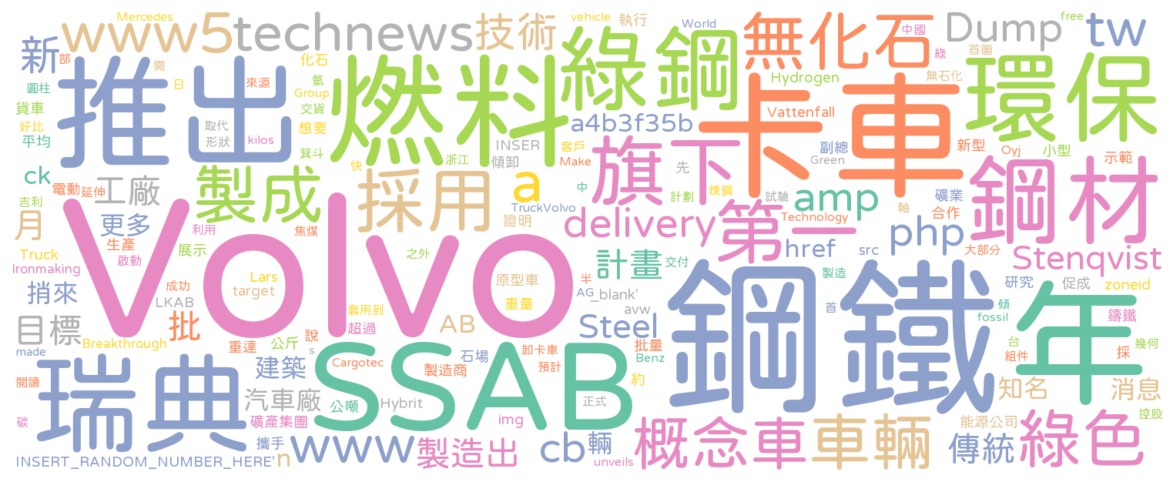 Mercedes
vehicle
執行
World
中國
free
新
部
www5technews
技術
綠鋼
無化石
Dump
tw
綠
首圖
需
日
化石
氫
Group
交貨
想要
Hydrogen
無石化
環保
圓柱
貨車
好比
平均
來源
推出
燃料
卡車
Vattenfall
取代
形狀
kilos
箕斗
a4b3f35b
副總
Green
新型
Oyj
小型
示範
INSER
傾卸
客戶
Make
ck
電動
延伸
吉利
工廠
製成
快
浙江
旗下
先
a
中
計劃
煉鋼
試驗
amp
礦業
合作
軸
鋼材
月
更多
利用
焦煤
採用
TruckVolvo
證明
delivery
第一
Technology
php
大部分
生產
啟動
展示
之外
計畫
交付
href
src
Stenqvist
Truck
Ironmaking
捎來
成功
LKAB
Lars
target
Volvo
原型車
半
重量
AG
_blank'
avw
製造
首
研究
促成
zoneid
傾
fossil
鑄鐵
目標
批
說
s
重達
公斤
套用到
超過
AB
Steel
批量
Benz
鋼鐵
年
台
組件
幾何
採
made
Breakthrough
閱讀
瑞典
建築
Cargotec
石場
製造商
卸卡車
預計
約
知名
消息
控股
碳
汽車廠
礦產集團
公噸
Hybrit
SSAB
正式
img
攜手
INSERT_RANDOM_NUMBER_HERE'
n
www
製造出
cb
輛
unveils
概念車
車輛
能源公司
傳統
綠色